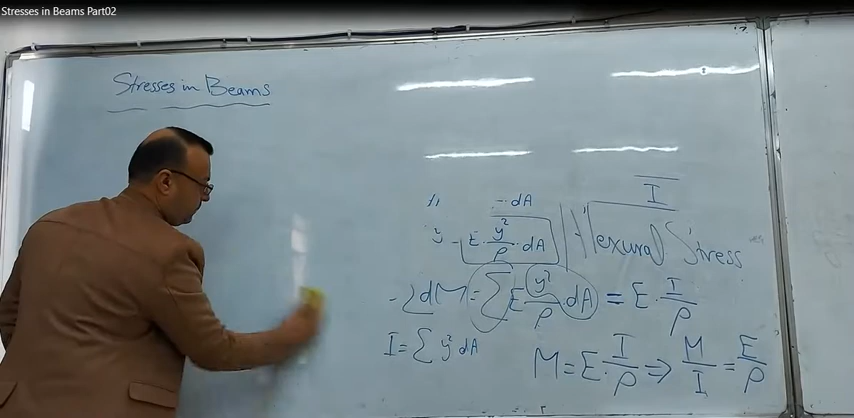 Stresses in Beams Part02
Stresses in Beams
I
- dA
E · y²/ρ · dA
Flexural Stress
- ∑dM = ∑ E y²/ρ · dA = E · I/ρ
I = ∑ y² dA
M = E · I/ρ ⇒ M/I = E/ρ